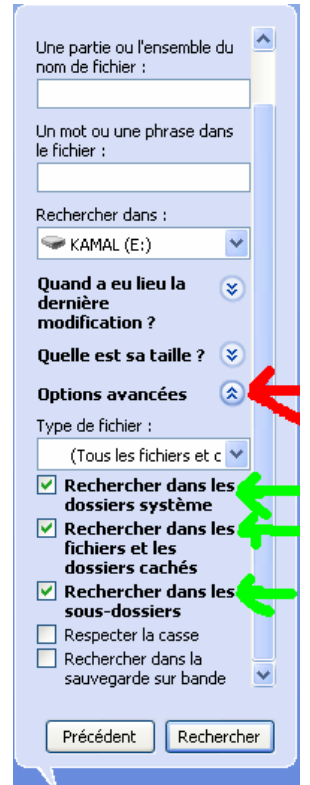 Une partie ou l'ensemble du
nom de fichier :
Un mot ou une phrase dans
le fichier :
Rechercher dans :
KAMAL (E:)
Quand a eu lieu la
dernière
modification ?
Quelle est sa taille ?
Options avancées
Type de fichier :
(Tous les fichiers et c
Rechercher dans les
dossiers système
Rechercher dans les
fichiers et les
dossiers cachés
Rechercher dans les
sous-dossiers
Respecter la casse
Rechercher dans la
sauvegarde sur bande
Précédent
Rechercher